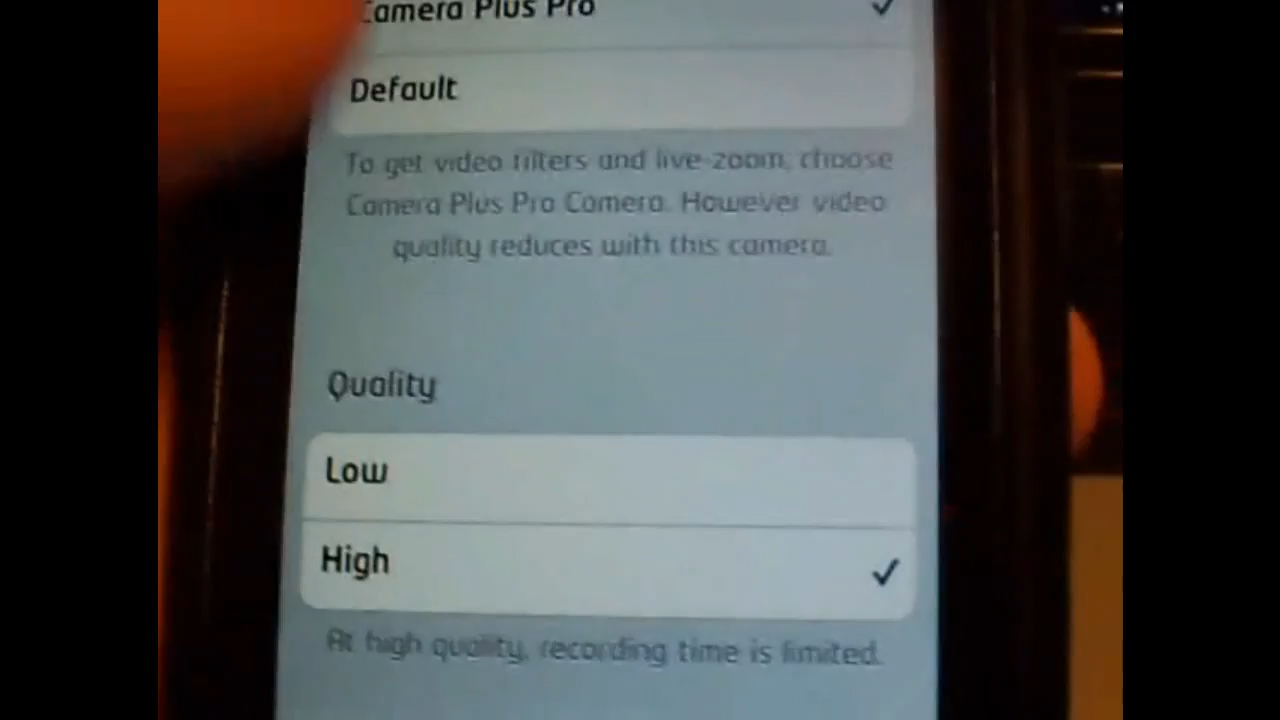 Camera Plus Pro
Default
To get video filters and live-zoom, choose
Camera Plus Pro Camera. However video
quality reduces with this camera.
Quality
Low
High
At high quality, recording time is limited.